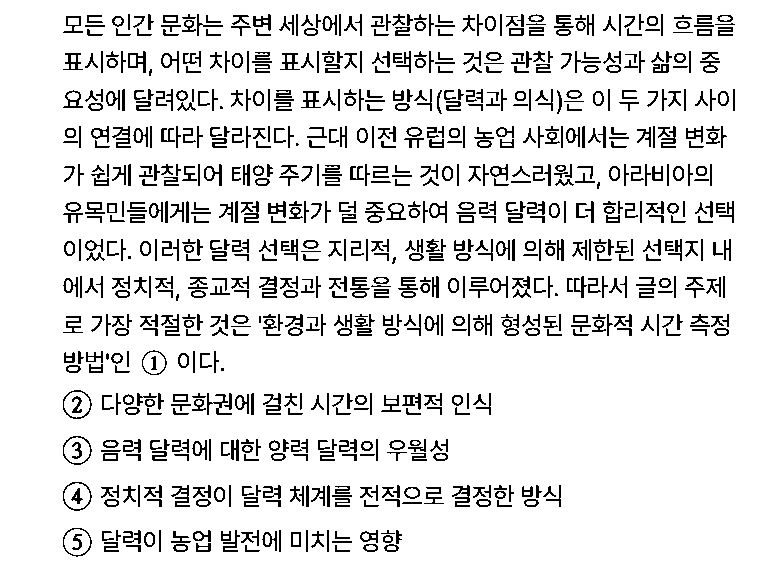 모든 인간 문화는 주변 세상에서 관찰하는 차이점을 통해 시간의 흐름을
표시하며, 어떤 차이를 표시할지 선택하는 것은 관찰 가능성과 삶의 중
요성에 달려있다. 차이를 표시하는 방식(달력과 의식)은 이 두 가지 사이
의 연결에 따라 달라진다. 근대 이전 유럽의 농업 사회에서는 계절 변화
가 쉽게 관찰되어 태양 주기를 따르는 것이 자연스러웠고, 아라비아의
유목민들에게는 계절 변화가 덜 중요하여 음력 달력이 더 합리적인 선택
이었다. 이러한 달력 선택은 지리적, 생활 방식에 의해 제한된 선택지 내
에서 정치적, 종교적 결정과 전통을 통해 이루어졌다. 따라서 글의 주제
로 가장 적절한 것은 '환경과 생활 방식에 의해 형성된 문화적 시간 측정
방법'인 ① 이다.
② 다양한 문화권에 걸친 시간의 보편적 인식
③ 음력 달력에 대한 양력 달력의 우월성
④ 정치적 결정이 달력 체계를 전적으로 결정한 방식
⑤ 달력이 농업 발전에 미치는 영향